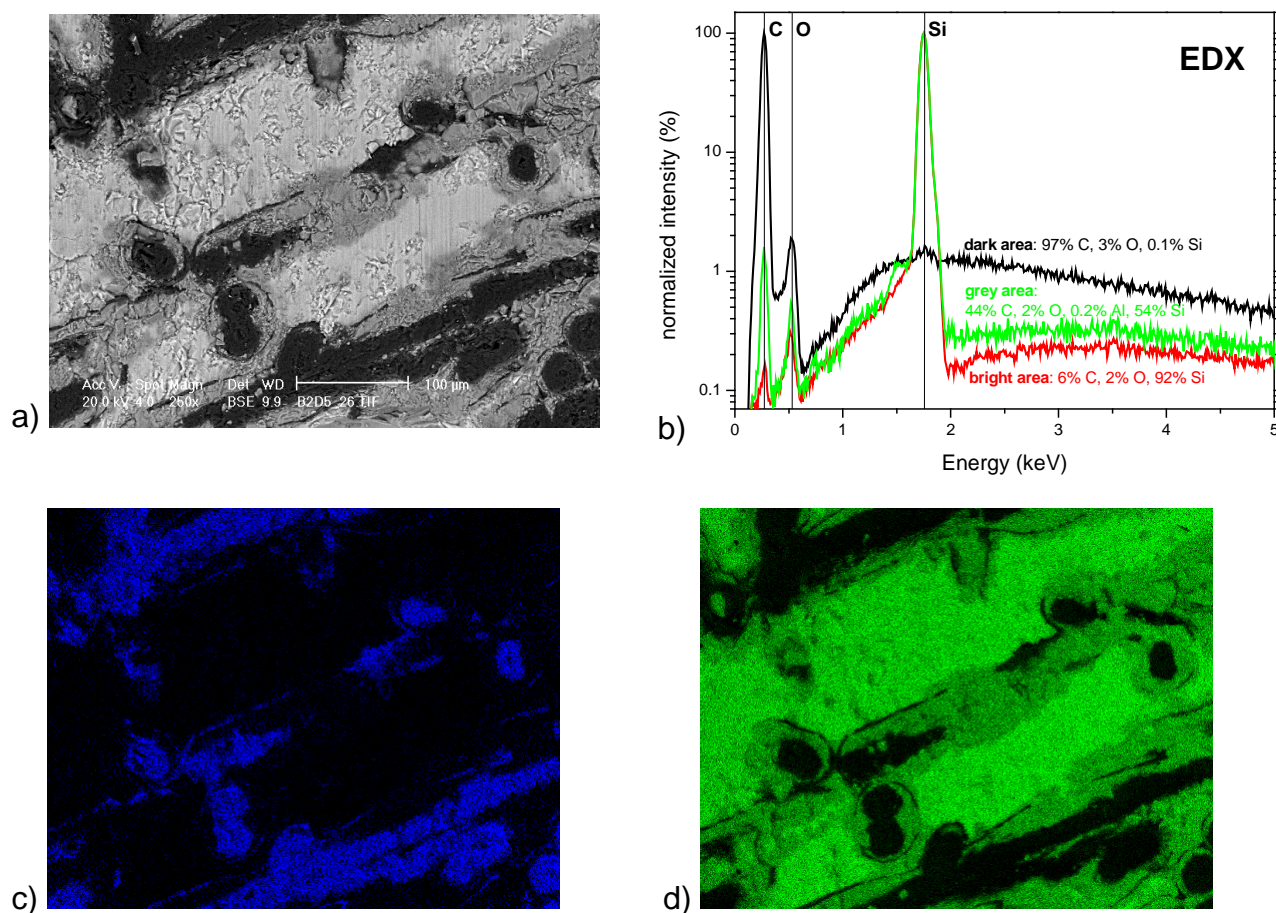 a)
Acc.V Spot Magn Det WD 100 µm
20.0 kV 4.0 250x BSE 9.9 B2D5_26.TIF
b)
EDX
C O Si
normalized intensity (%)
100
10
1
0.1
dark area: 97% C, 3% O, 0.1% Si
grey area:
44% C, 2% O, 0.2% Al, 54% Si
bright area: 6% C, 2% O, 92% Si
0 1 2 3 4 5
Energy (keV)
c)
d)